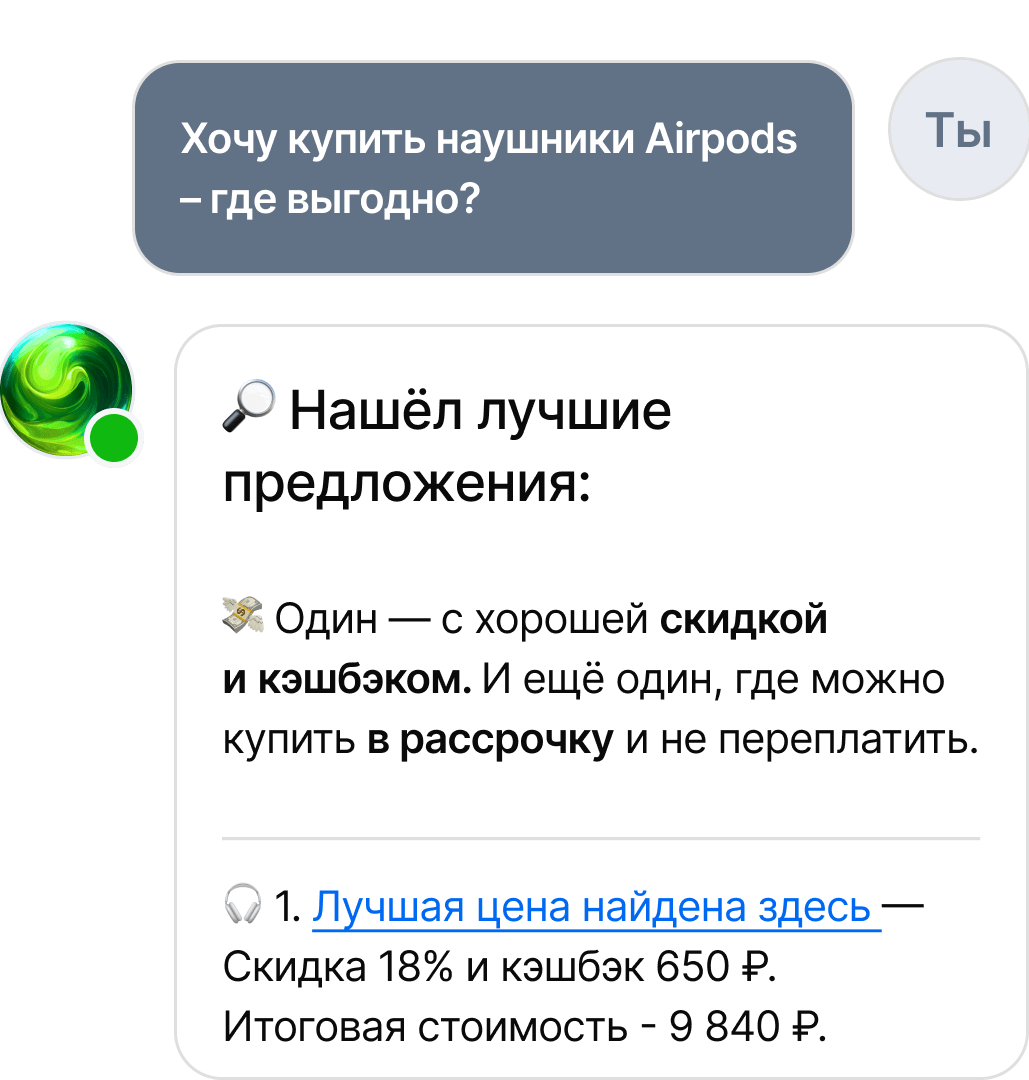 Хочу купить наушники Airpods
– где выгодно?
Ты
🔎 Нашёл лучшие
предложения:
💸 Один — с хорошей скидкой
и кэшбэком. И ещё один, где можно
купить в рассрочку и не переплатить.
🎧 1. Лучшая цена найдена здесь —
Скидка 18% и кэшбэк 650 ₽.
Итоговая стоимость - 9 840 ₽.